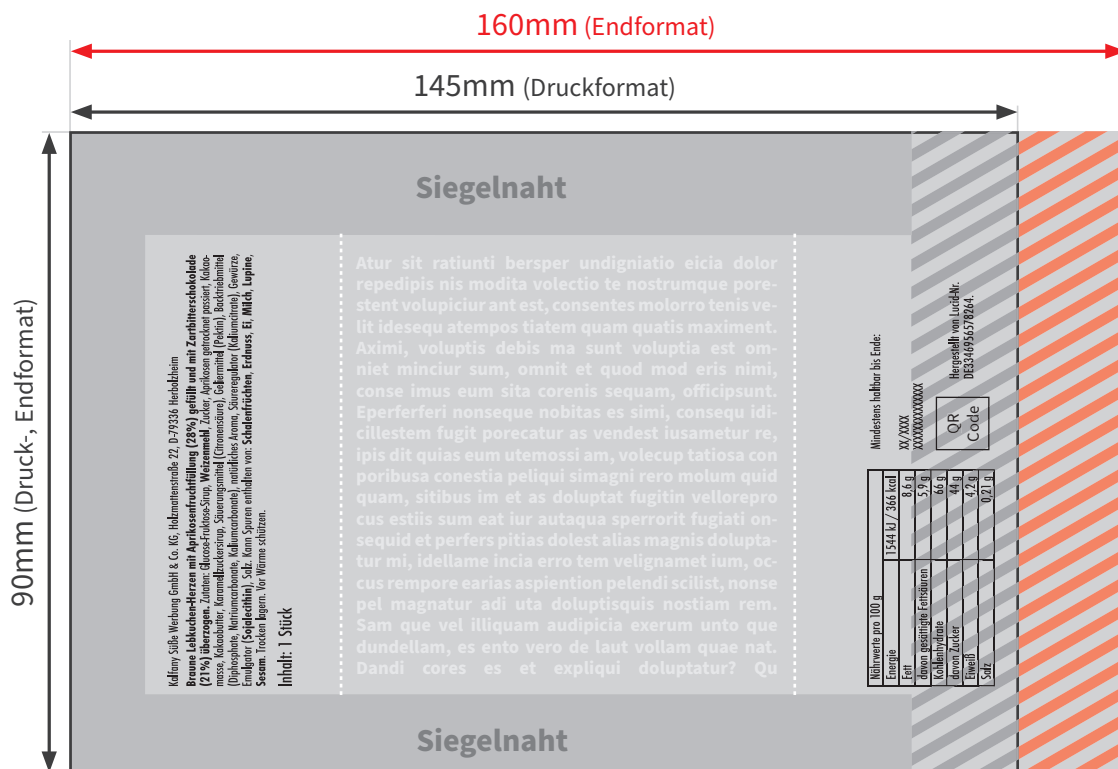 160mm (Endformat)
145mm (Druckformat)
90mm (Druck-, Endformat)
Siegelnaht
Kalfany Süße Werbung GmbH & Co. KG, Holzmattenstraße 22, D-79336 Herbolzheim
Braune Lebkuchen-Herzen mit Aprikosenfruchtfüllung (28%) gefüllt und mit Zartbitterschokolade
(21%) überzogen. Zutaten: Glucose-Fruktose-Sirup, Weizenmehl, Zucker, Aprikosen getrocknet passiert, Kakao-
masse, Kakaobutter, Karamellzuckersirup, Säuerungsmittel (Citronensäure), Geliermittel (Pektin), Backtriebmittel
(Diphosphate, Natriumcarbonate, Kaliumcarbonate), natürliches Aroma, Säureregulator (Kaliumcitrate), Gewürze,
Emulgator (Sojalecithin), Salz. Kann Spuren enthalten von: Schalenfrüchten, Erdnuss, Ei, Milch, Lupine,
Sesam. Trocken lagern. Vor Wärme schützen.
Inhalt: 1 Stück
Atur sit ratiunti bersper undigniatio eicia dolor
repedipis nis modita volectio te nostrumque pore-
stent volupiciur ant est, consentes molorro tenis ve-
lit idesequ atempos eatem quam quatis maximent.
Aximi, voluptis debis ma sunt voluptia est om-
niet minctur sum, omnit et quod mod eris nimi,
conse imus eum sita corenis sequam, officipsunt.
Eperferferi nonseque nobitas es simi, consequ idi-
cillestem fugit porecatur as vendest insametur re,
ipis dit quias eum utemossi am, volecup tatiosa con
poribusa conestia peliqui simagn rero molum quid
quam, sitibus im et as doluptat fugitin vellorepro
cus estiis sum eat iur autaqua sperrorit fugiati on-
sequid et perfers pitias dolest alias magnis dolupta-
tur mi, idellame incia erro tem velignamet ium, oc-
cus rempore earias aspiention pelendi scilist, nonse
pel magnatur adi uta doluptisquis nostiam rem.
Sam que vel illiquam audipicia exerum unto que
dundellam, es eos a vero de laut vollam quae nat.
Dandi cores es et expliqui doluptatur? Qu
Nährwerte pro 100 g
Energie 1544 kJ / 366 kcal
Fett 8,6 g
davon gesättigte Fettsäuren 5,9 g
Kohlenhydrate 66 g
davon Zucker 44 g
Eiweiß 4,2 g
Salz 0,21 g
Mindestens haltbar bis Ende:
XX/XXXX
XXXXXXXXXXXXXX
QR
Code
Hergestellt von Lucid-Nr.
DE3346956578264.
Siegelnaht